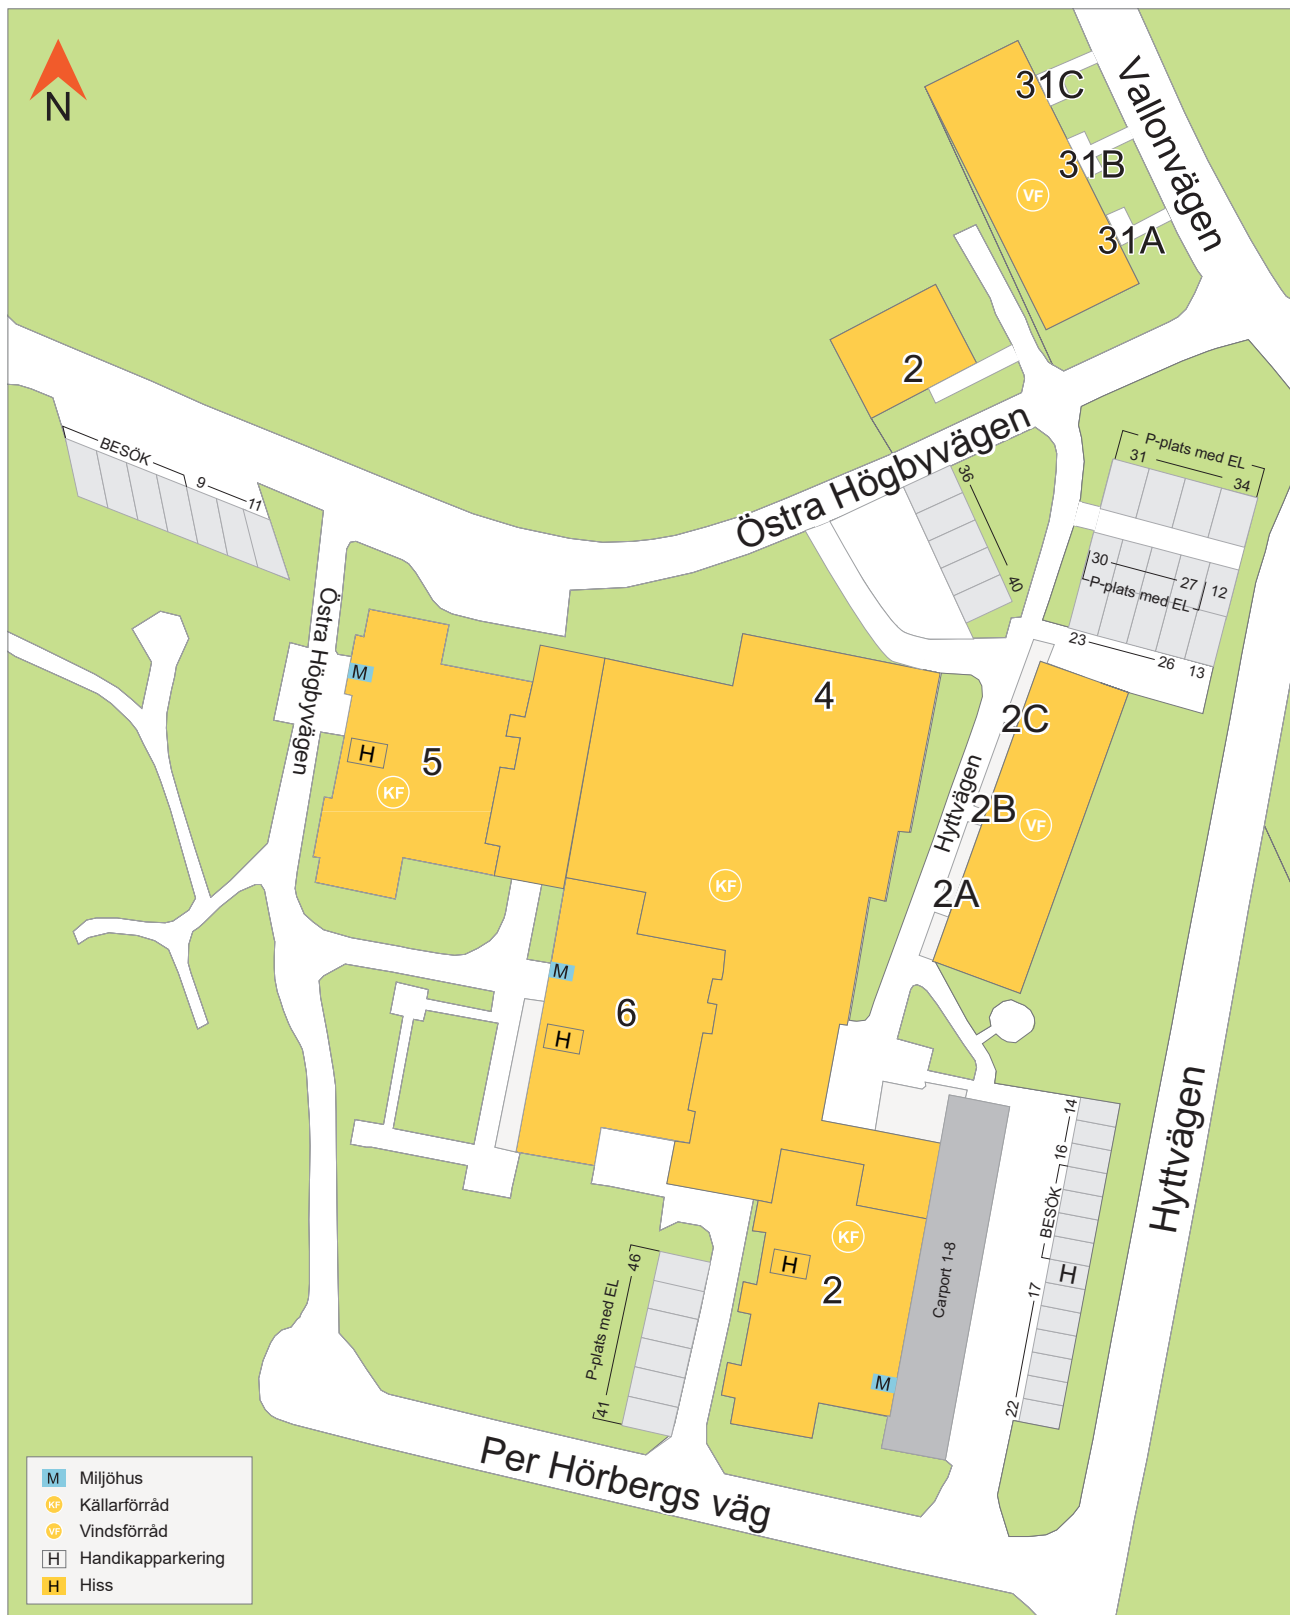 N
31C
31B
31A
VF
Vallonvägen
2
Östra Högbyvägen
BESÖK
9
11
36
40
P-plats med EL
31
34
30
27
12
P-plats med EL
23
26
13
Östra Högbyvägen
M
H
5
KF
4
KF
Hyttvägen
2C
2B
2A
VF
M
H
6
14
16
BESÖK
H
17
22
Hyttvägen
46
P-plats med EL
41
KF
H
2
M
Carport 1-8
Per Hörbergs väg
M Miljöhus
KF Källarförråd
VF Vindsförråd
H Handikapparkering
H Hiss